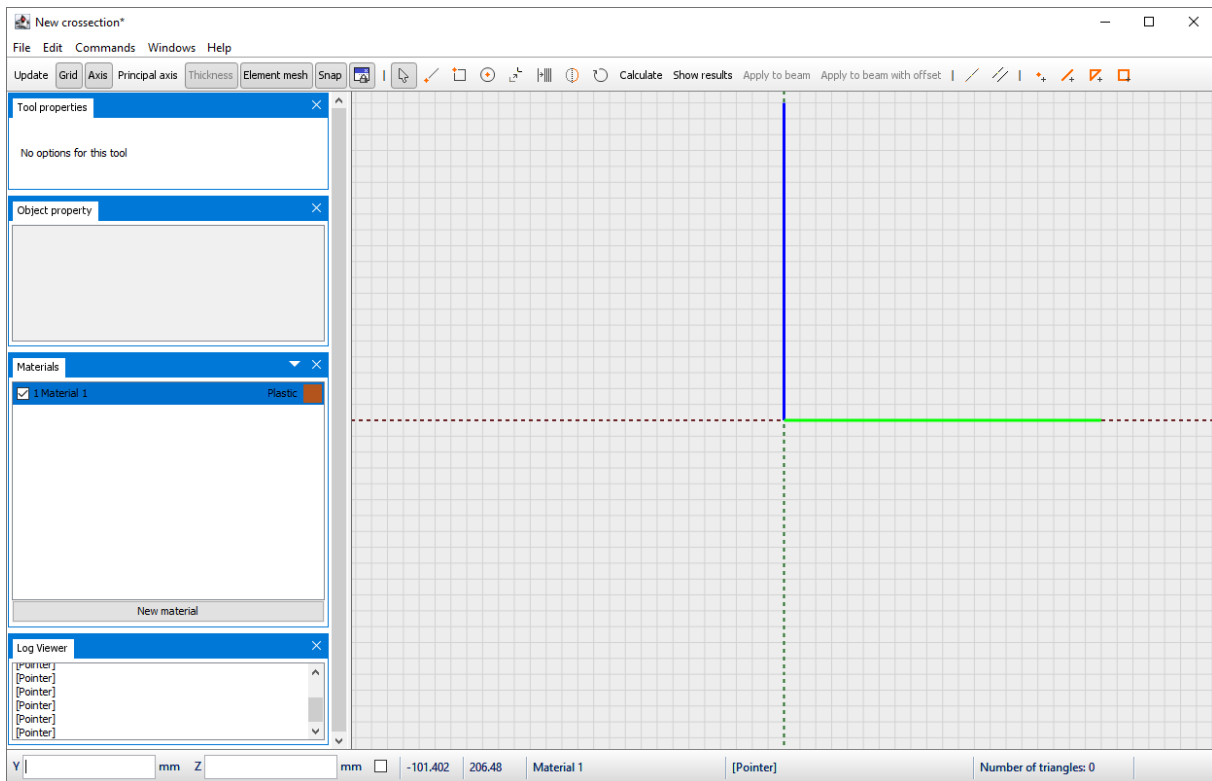 New crossection*
File Edit Commands Windows Help
Update Grid Axis Principal axis Thickness Element mesh Snap Calculate Show results Apply to beam Apply to beam with offset
Tool properties
No options for this tool
Object property
Materials
1 Material 1 Plastic
New material
Log Viewer
[Pointer]
[Pointer]
[Pointer]
[Pointer]
[Pointer]
[Pointer]
Y mm Z mm -101.402 206.48 Material 1 [Pointer] Number of triangles: 0